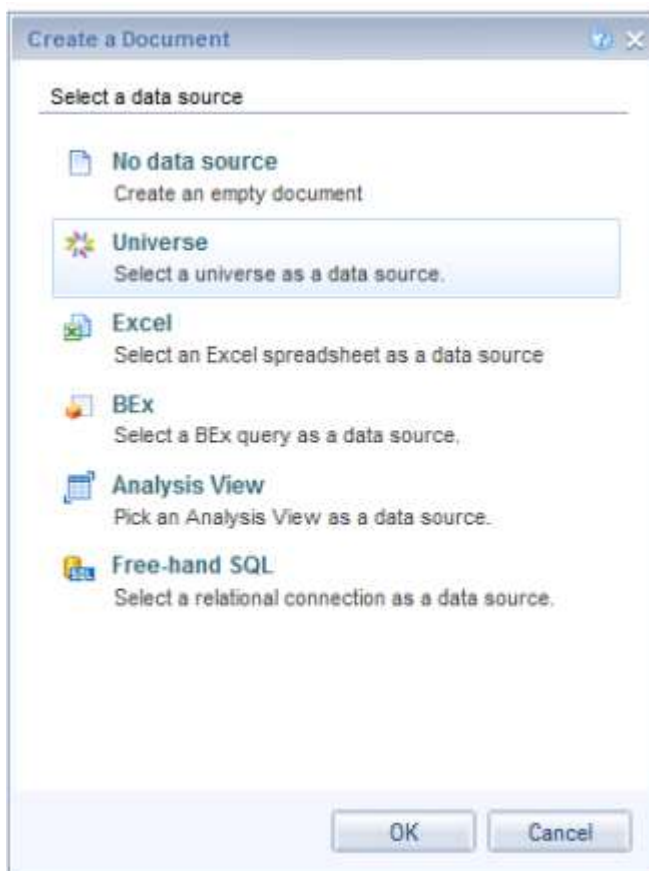 Create a Document
Select a data source
No data source
Create an empty document
Universe
Select a universe as a data source.
Excel
Select an Excel spreadsheet as a data source
BEx
Select a BEx query as a data source.
Analysis View
Pick an Analysis View as a data source.
Free-hand SQL
Select a relational connection as a data source.
OK Cancel